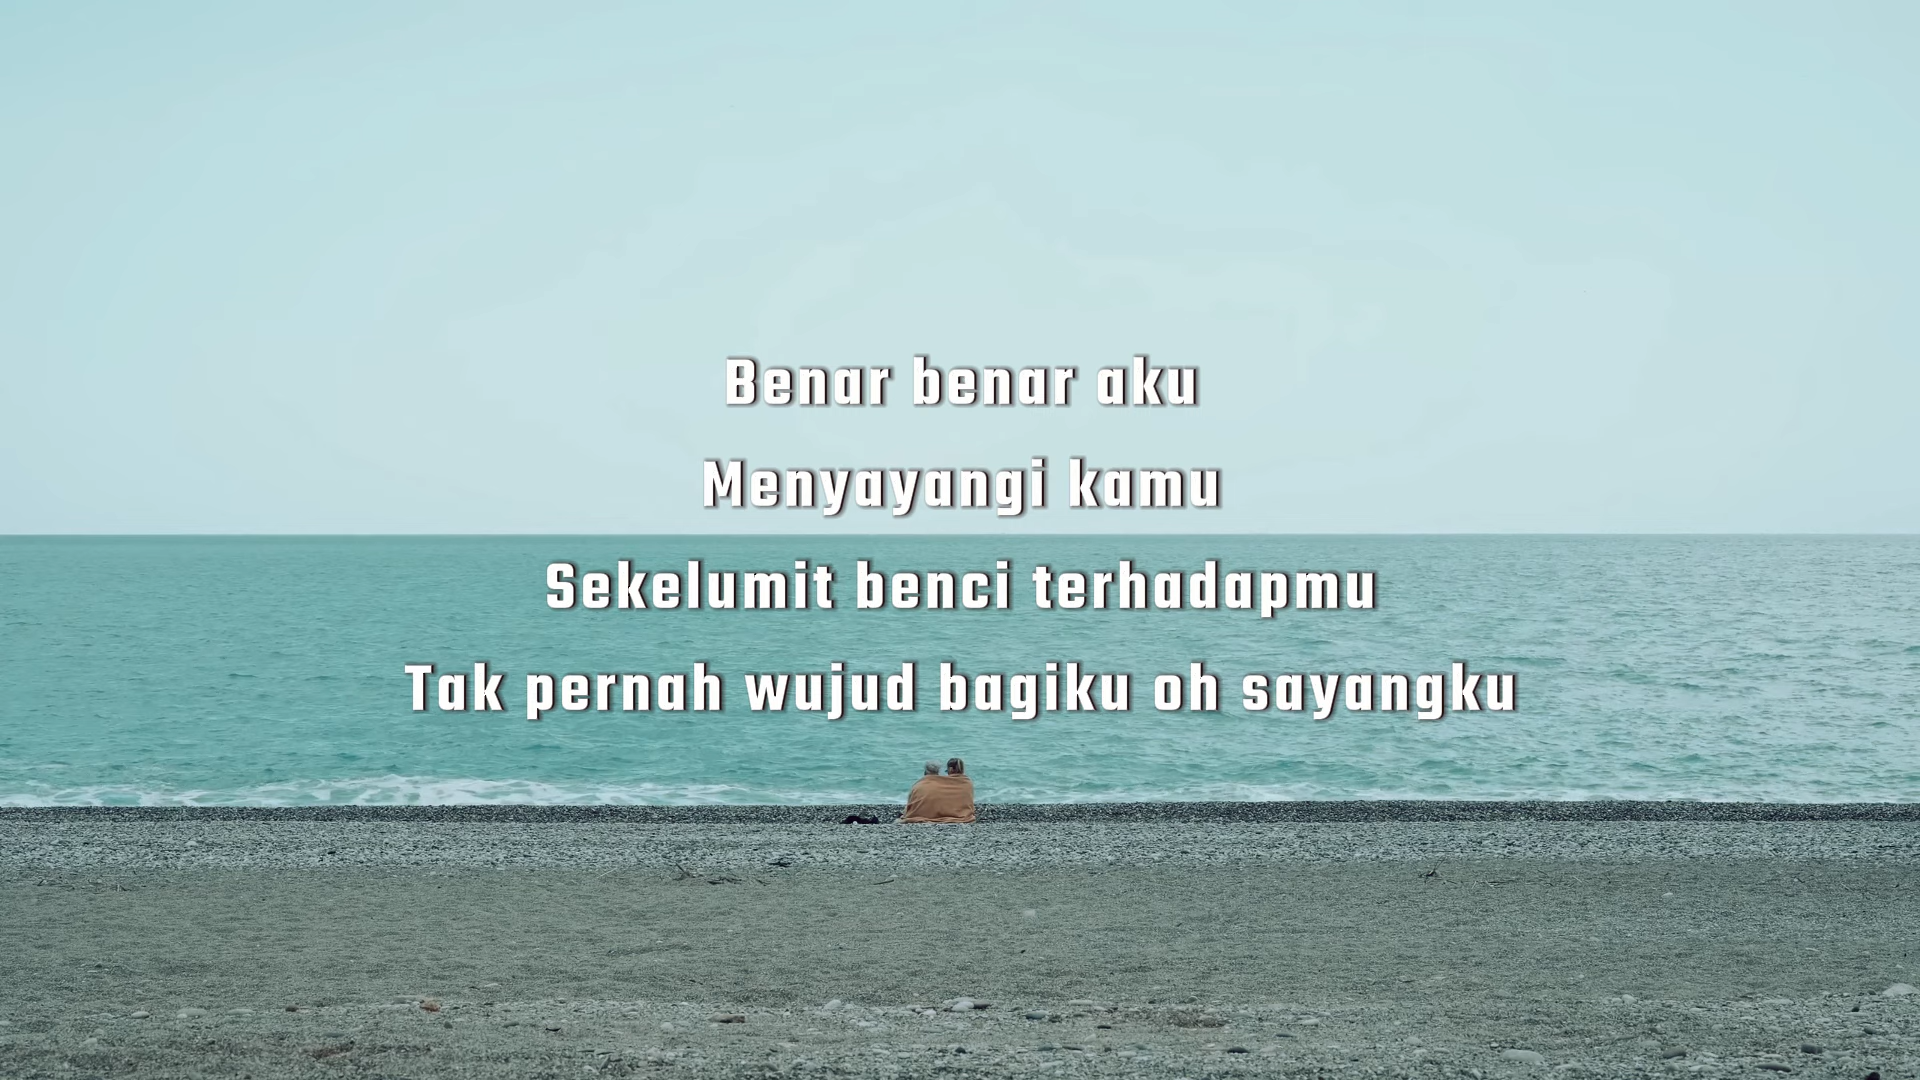 Benar benar aku
Menyayangi kamu
Sekelumit benci terhadapmu
Tak pernah wujud bagiku oh sayangku